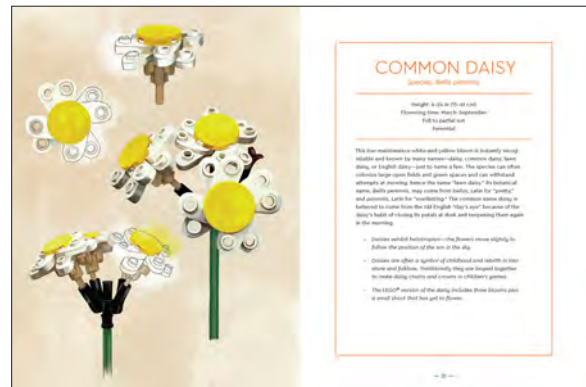 COMMON DAISY
Species: Bellis perennis
Flowering time: March–September
Full to partial sun
Perennial
This low-maintenance white-and-yellow bloom is instantly recog-
nizable and known by many names—daisy, common daisy, lawn
daisy, or English daisy—just to name a few. The species can often
colonize large open fields and green spaces and can withstand
attempts at mowing, hence the name "lawn daisy." Its botanical
name, Bellis perennis, may come from bellus, Latin for "pretty,"
and perennis, Latin for "everlasting." The common name daisy is
believed to come from the old English "day's eye" because of the
daisy's habit of closing its petals at dusk and reopening them again
in the morning.
• Daisies exhibit heliotropism—the flowers move slightly to
follow the position of the sun in the sky.
• Daisies are often a symbol of childhood and rebirth in liter-
ature and folklore. Traditionally they are looped together
to make daisy chains and crowns in children's games.
• The LEGO® version of the daisy includes three blooms plus
a small shoot that has yet to flower.